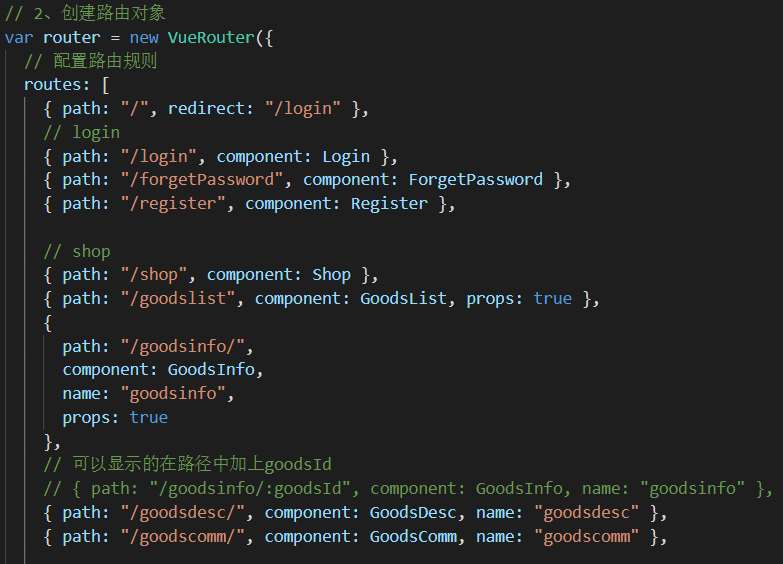 // 2、创建路由对象
var router = new VueRouter({
// 配置路由规则
routes: [
{ path: "/", redirect: "/login" },
// login
{ path: "/login", component: Login },
{ path: "/forgetPassword", component: ForgetPassword },
{ path: "/register", component: Register },
// shop
{ path: "/shop", component: Shop },
{ path: "/goodslist", component: GoodsList, props: true },
{
path: "/goodsinfo/",
component: GoodsInfo,
name: "goodsinfo",
props: true
},
// 可以显示的在路径中加上goodsId
// { path: "/goodsinfo/:goodsId", component: GoodsInfo, name: "goodsinfo" },
{ path: "/goodsdesc/", component: GoodsDesc, name: "goodsdesc" },
{ path: "/goodscomm/", component: GoodsComm, name: "goodscomm" },